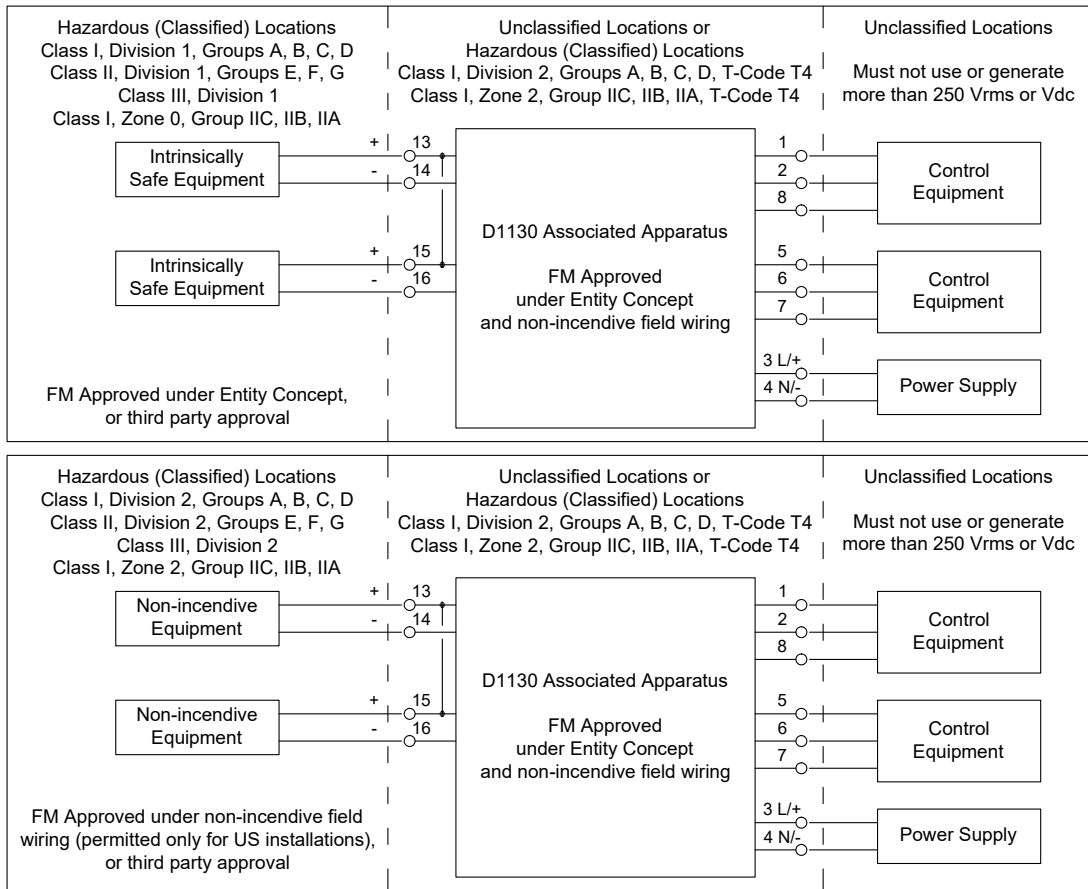 Hazardous (Classified) Locations
Class I, Division 1, Groups A, B, C, D
Class II, Division 1, Groups E, F, G
Class III, Division 1
Class I, Zone 0, Group IIC, IIB, IIA
Unclassified Locations or
Hazardous (Classified) Locations
Class I, Division 2, Groups A, B, C, D, T-Code T4
Class I, Zone 2, Group IIC, IIB, IIA, T-Code T4
Unclassified Locations
Must not use or generate
more than 250 Vrms or Vdc
Intrinsically
Safe Equipment
+ 13
- 14
Intrinsically
Safe Equipment
+ 15
- 16
FM Approved under Entity Concept,
or third party approval
D1130 Associated Apparatus
FM Approved
under Entity Concept
and non-incendive field wiring
1
2
8
Control
Equipment
5
6
7
Control
Equipment
3 L/+
4 N/-
Power Supply
Hazardous (Classified) Locations
Class I, Division 2, Groups A, B, C, D
Class II, Division 2, Groups E, F, G
Class III, Division 2
Class I, Zone 2, Group IIC, IIB, IIA
Unclassified Locations or
Hazardous (Classified) Locations
Class I, Division 2, Groups A, B, C, D, T-Code T4
Class I, Zone 2, Group IIC, IIB, IIA, T-Code T4
Unclassified Locations
Must not use or generate
more than 250 Vrms or Vdc
Non-incendive
Equipment
+ 13
- 14
Non-incendive
Equipment
+ 15
- 16
FM Approved under non-incendive field
wiring (permitted only for US installations),
or third party approval
D1130 Associated Apparatus
FM Approved
under Entity Concept
and non-incendive field wiring
1
2
8
Control
Equipment
5
6
7
Control
Equipment
3 L/+
4 N/-
Power Supply